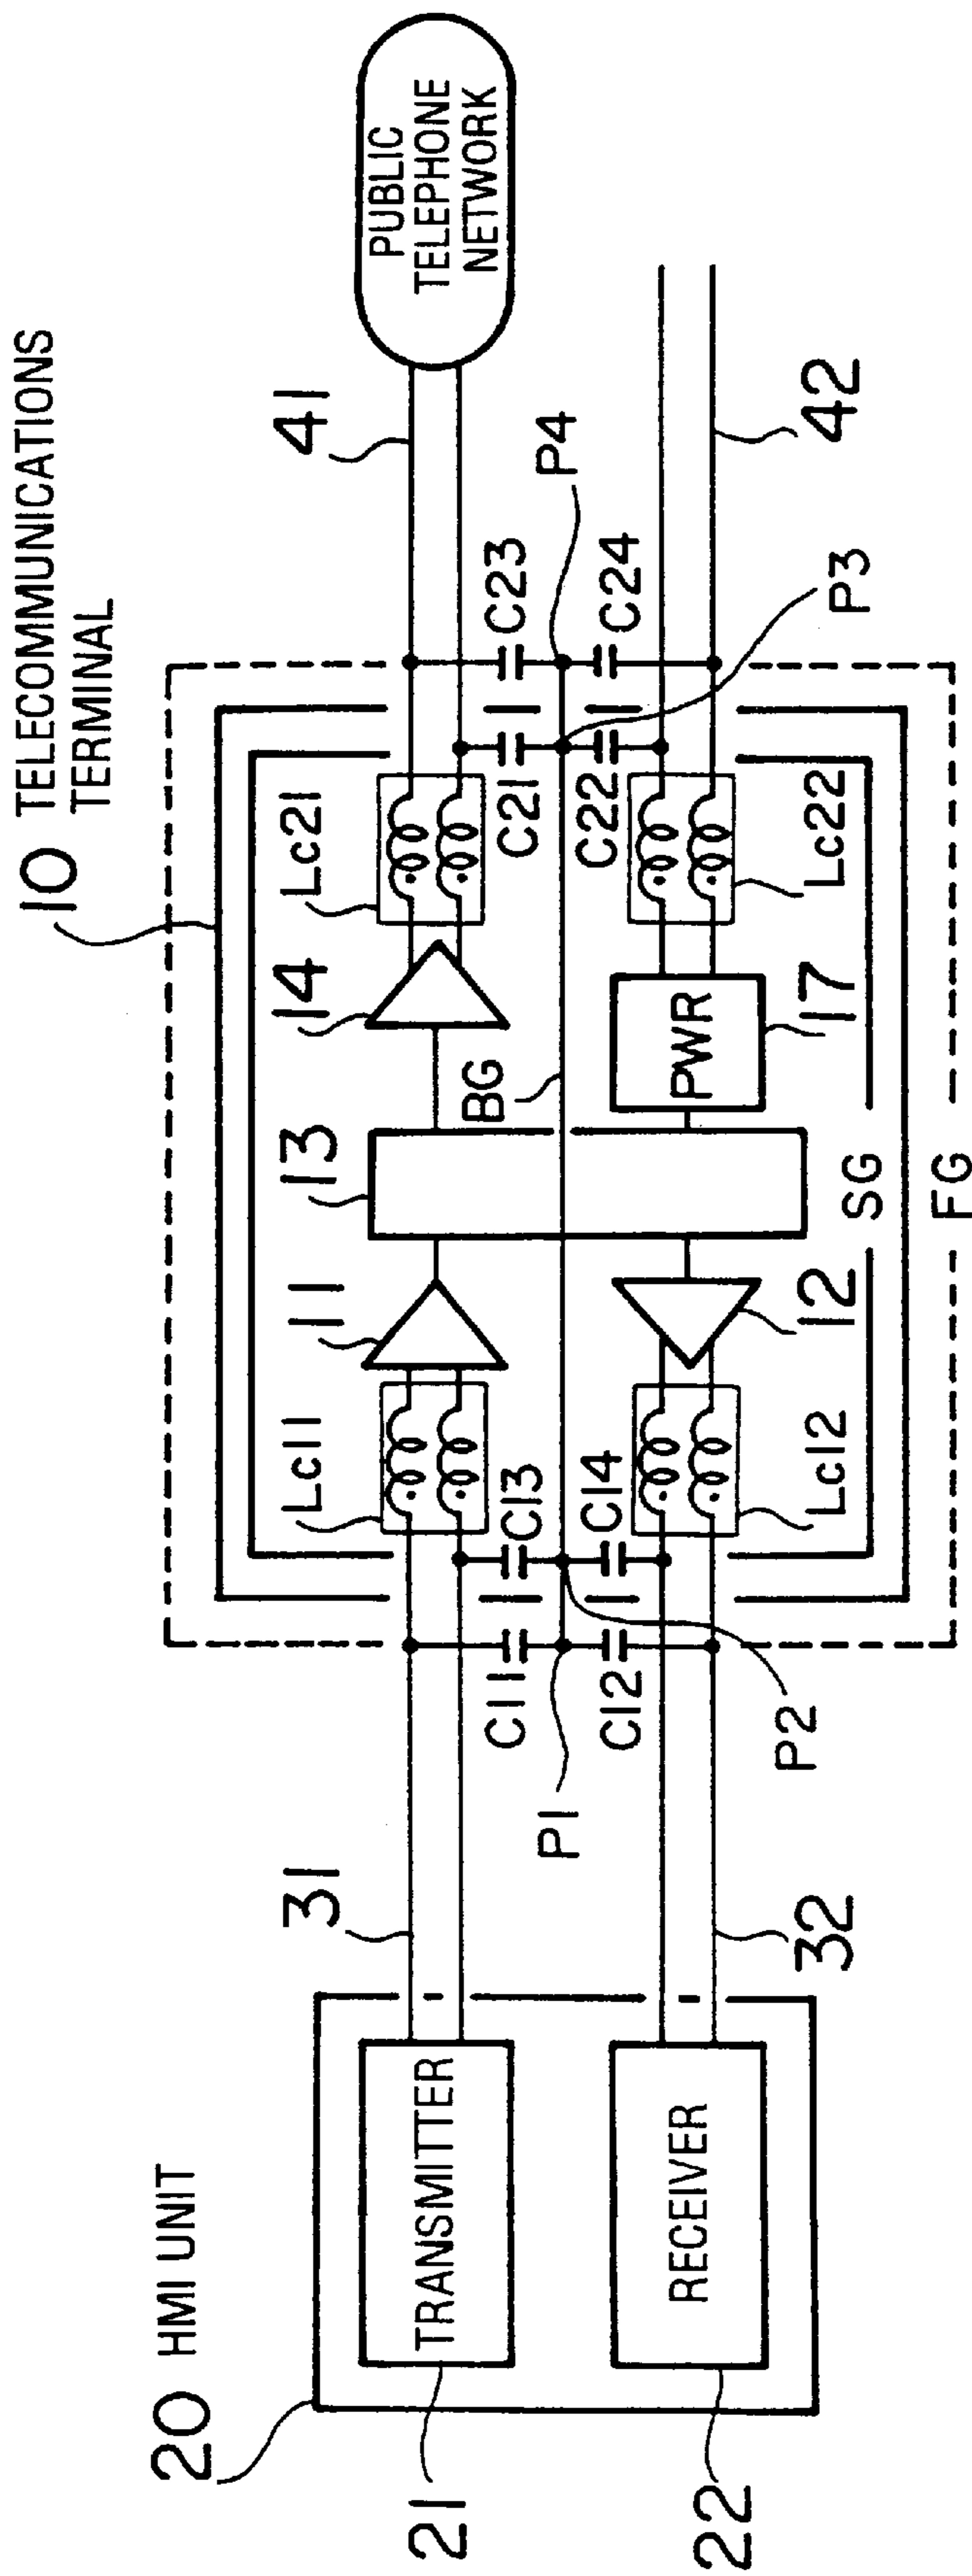 10 TELECOMMUNICATIONS
TERMINAL
20 HMI UNIT
21
TRANSMITTER
22
RECEIVER
31
32
P1
P2
C11
C12
C13
C14
Lc11
Lc12
11
12
13
BG
SG
FG
14
PWR
17
Lc21
Lc22
C21
C22
C23
C24
P4
P3
41
42
PUBLIC
TELEPHONE
NETWORK